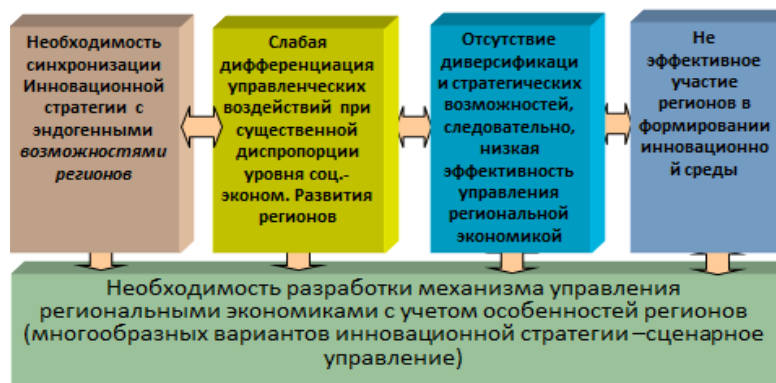 Необходимость
синхронизации
Инновационной
стратегии с
эндогенными
возможностями
регионов
Слабая
дифференциация
управленческих
воздействий при
существенной
диспропорции
уровня соц.-
эконом. Развития
регионов
Отсутствие
диверсификаци
и стратегических
возможностей,
следовательно,
низкая
эффективность
управления
региональной
экономикой
Не
эффективное
участие
регионов в
формировании
инновационно
й среды
Необходимость разработки механизма управления
региональными экономиками с учетом особенностей регионов
(многообразных вариантов инновационной стратегии –сценарное
управление)